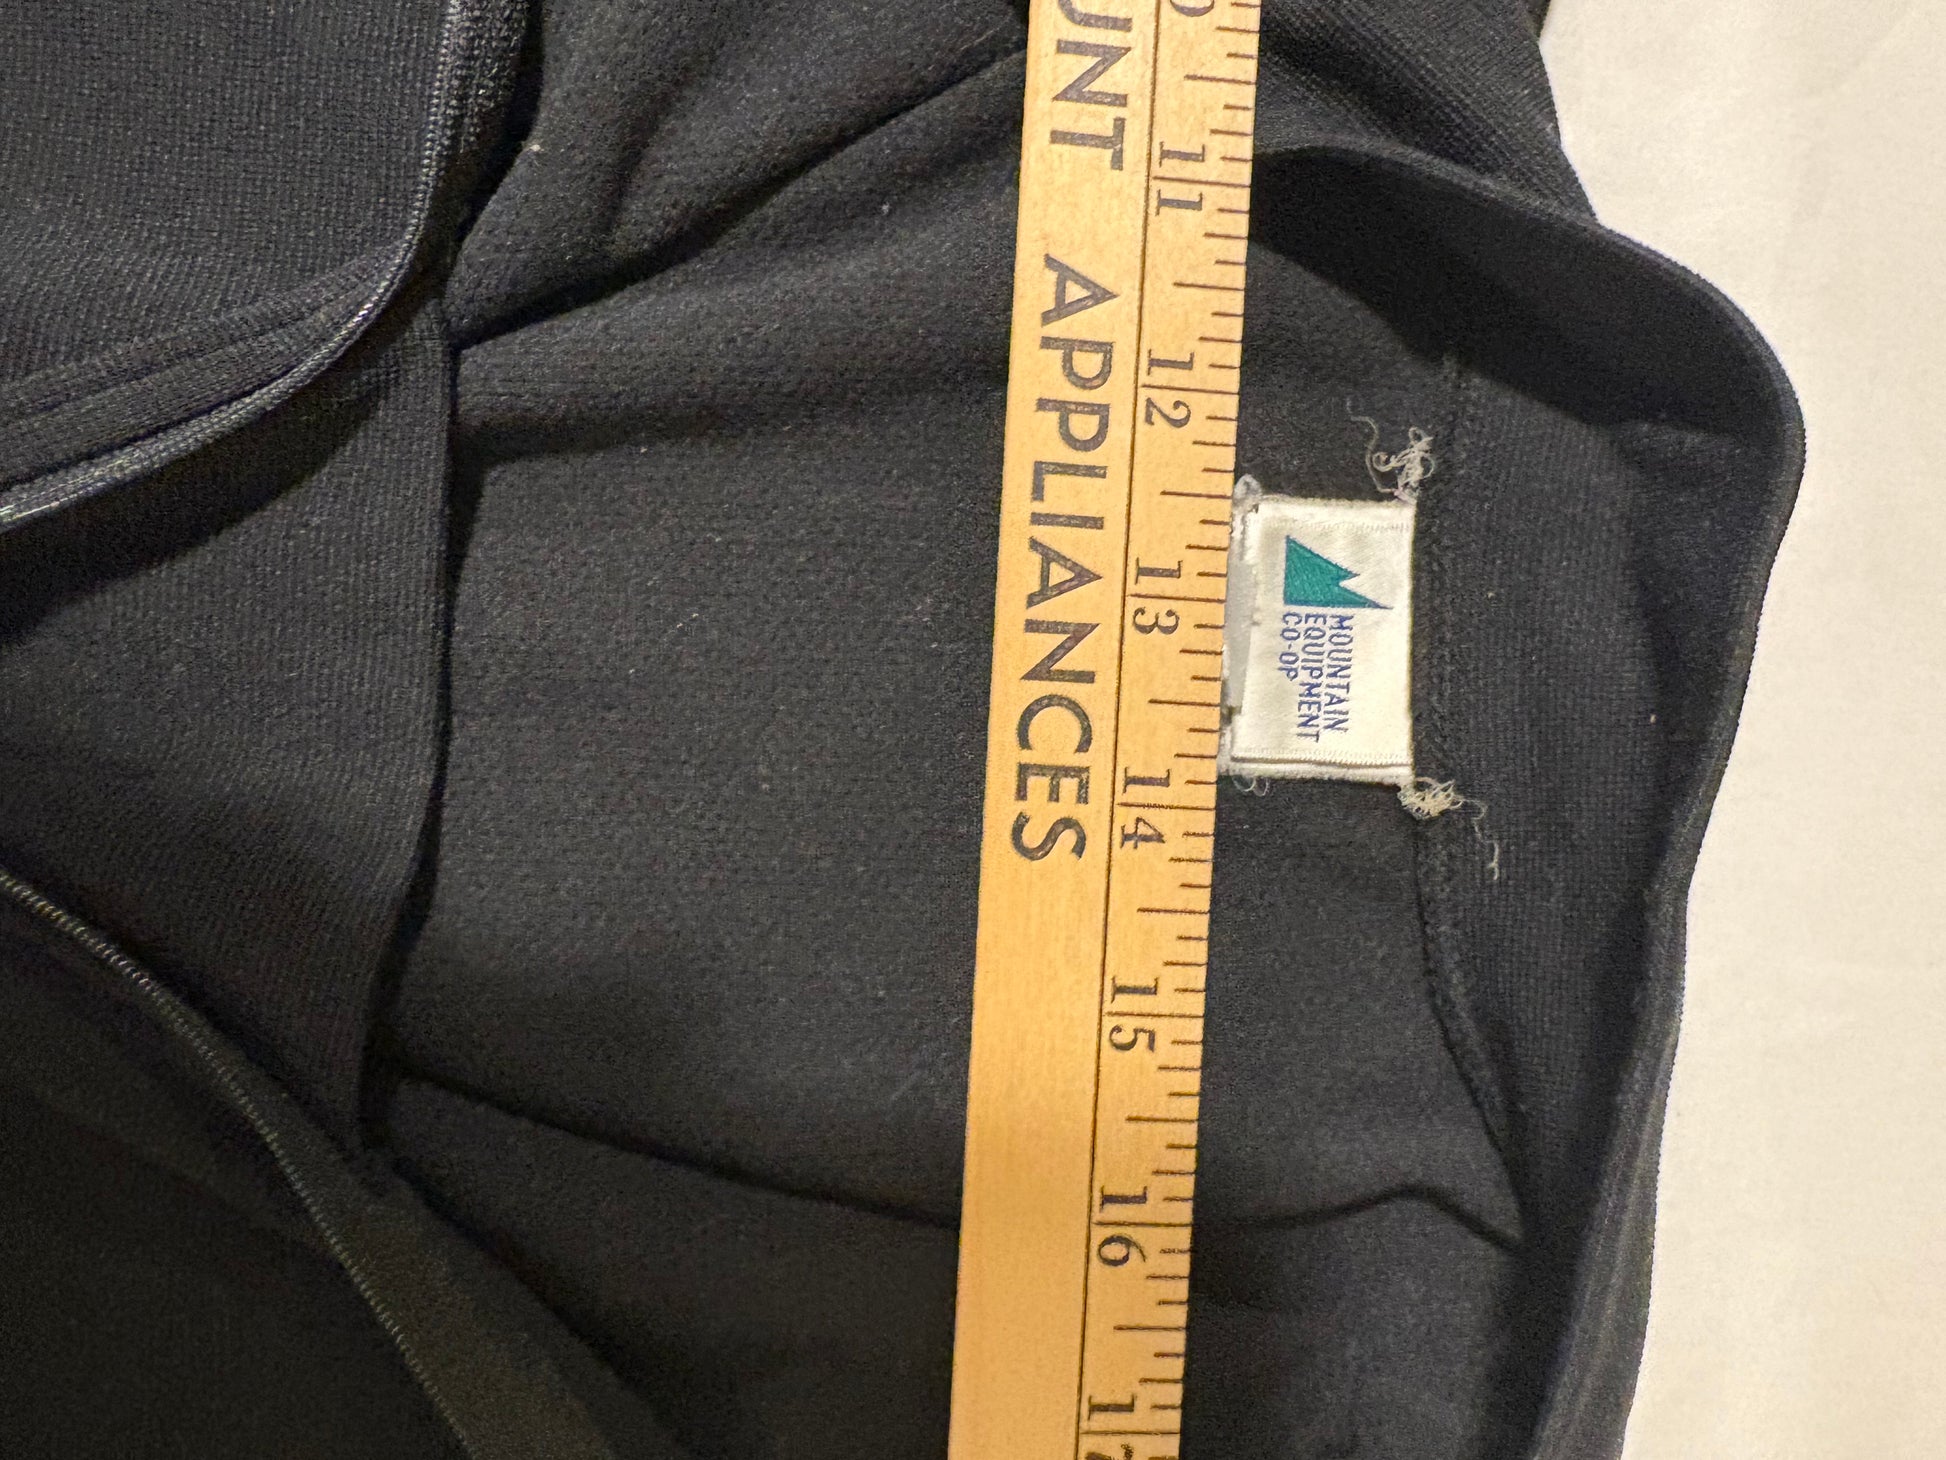 UNT APPLIANCES
11
12
13
14
15
16
MOUNTAIN
EQUIPMENT
CO-OP